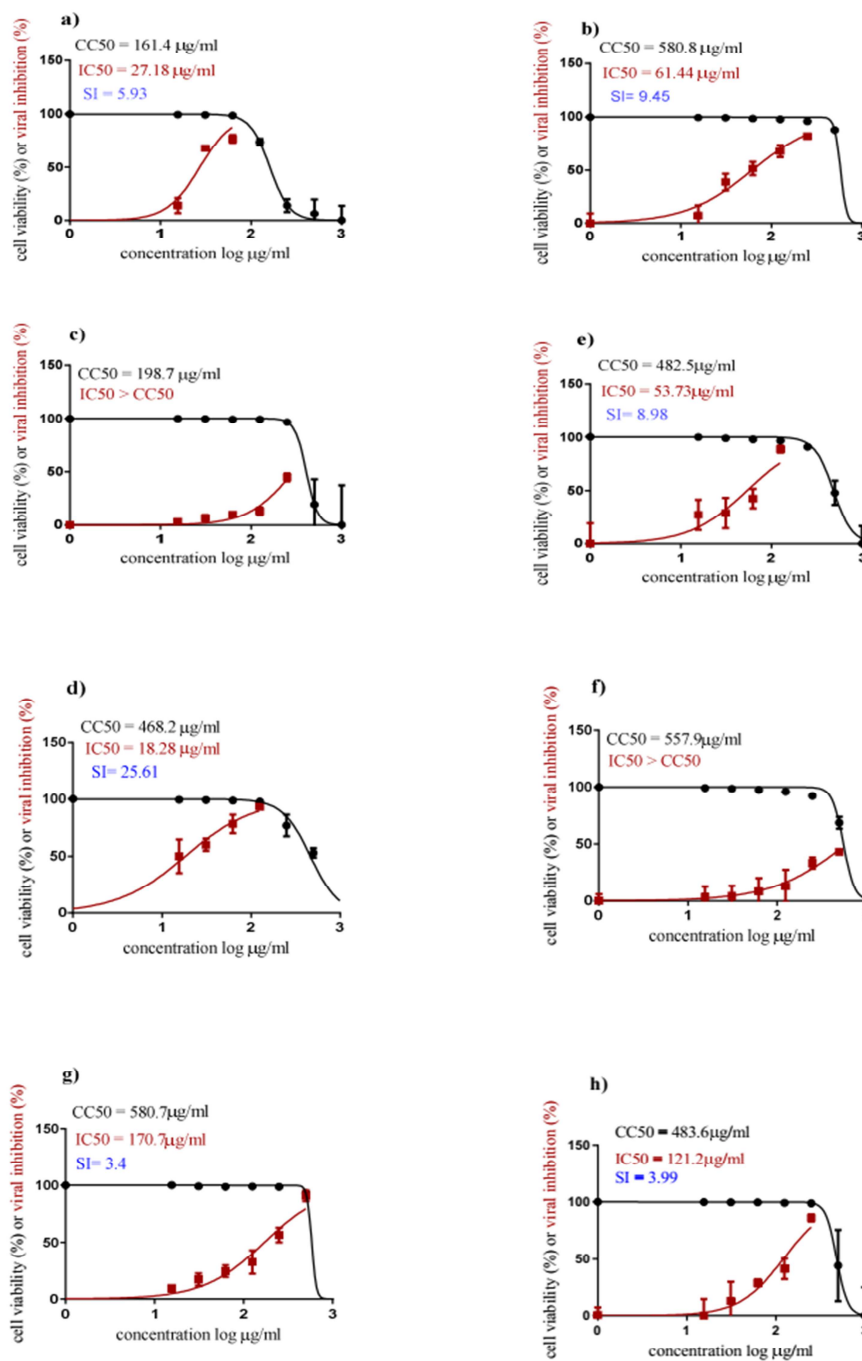 a)
CC50 = 161.4 µg/ml
IC50 = 27.18 µg/ml
SI = 5.93
cell viability (%) or viral inhibition (%)
150
100
50
0
0 1 2 3
concentration log µg/ml
b)
CC50 = 580.8 µg/ml
IC50 = 61.44 µg/ml
SI= 9.45
cell viability (%) or viral inhibition (%)
150
100
50
0
0 1 2 3
concentration log µg/ml
c)
CC50 = 198.7 µg/ml
IC50 > CC50
cell viability (%) or viral inhibition (%)
150
100
50
0
0 1 2 3
concentration log µg/ml
e)
CC50 = 482.5µg/ml
IC50 = 53.73µg/ml
SI= 8.98
cell viability (%) or viral inhibition (%)
150
100
50
0
0 1 2 3
concentration log µg/ml
d)
CC50 = 468.2 µg/ml
IC50 = 18.28 µg/ml
SI= 25.61
cell viability (%) or viral inhibition (%)
150
100
50
0
0 1 2 3
concentration log µg/ml
f)
CC50 = 557.9µg/ml
IC50 > CC50
cell viability (%) or viral inhibition (%)
150
100
50
0
0 1 2 3
concentration log µg/ml
g)
CC50 = 580.7µg/ml
IC50 = 170.7µg/ml
SI= 3.4
cell viability (%) or viral inhibition (%)
150
100
50
0
0 1 2 3
concentration log µg/ml
h)
CC50 = 483.6µg/ml
IC50 = 121.2µg/ml
SI = 3.99
cell viability (%) or viral inhibition (%)
150
100
50
0
0 1 2 3
concentration log µg/ml